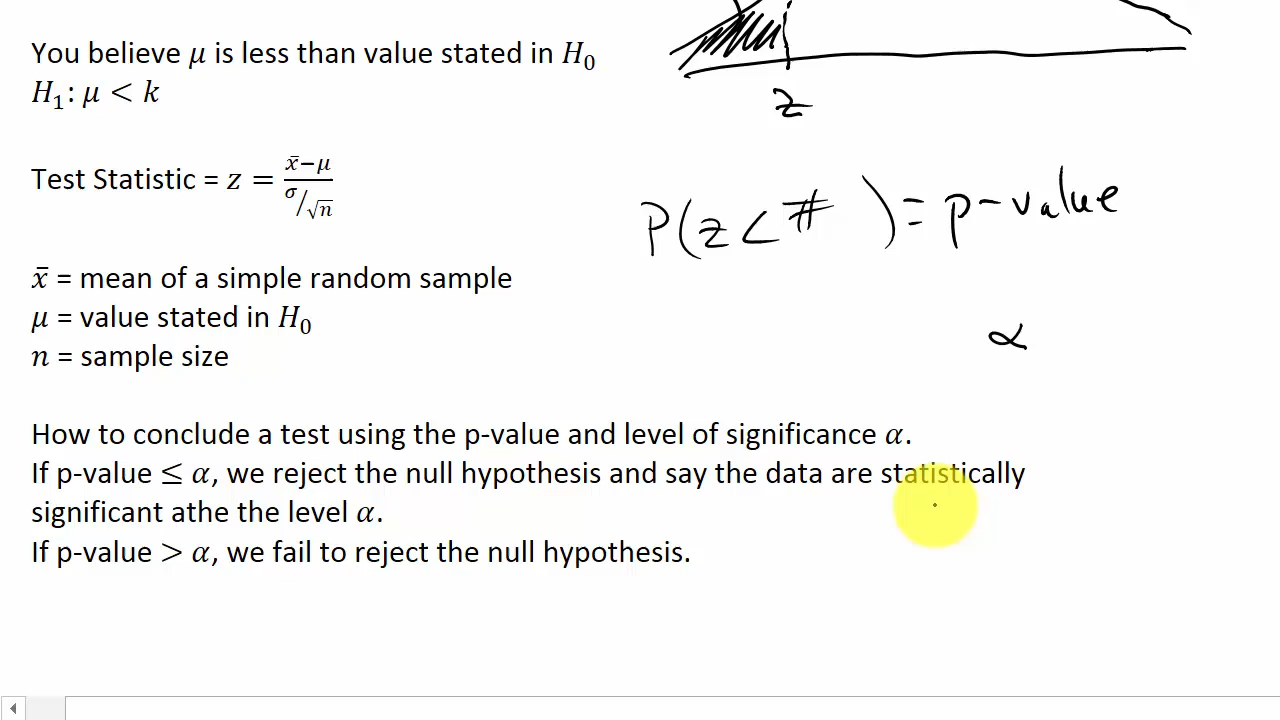 You believe μ is less than value stated in H₀
H₁: μ < k
z
Test Statistic = z = (x̄−μ)/(σ/√n)
P(z < # ) = p-value
x̄ = mean of a simple random sample
μ = value stated in H₀
n = sample size
α
How to conclude a test using the p-value and level of significance α.
If p-value ≤ α, we reject the null hypothesis and say the data are statistically
significant athe the level α.
If p-value > α, we fail to reject the null hypothesis.